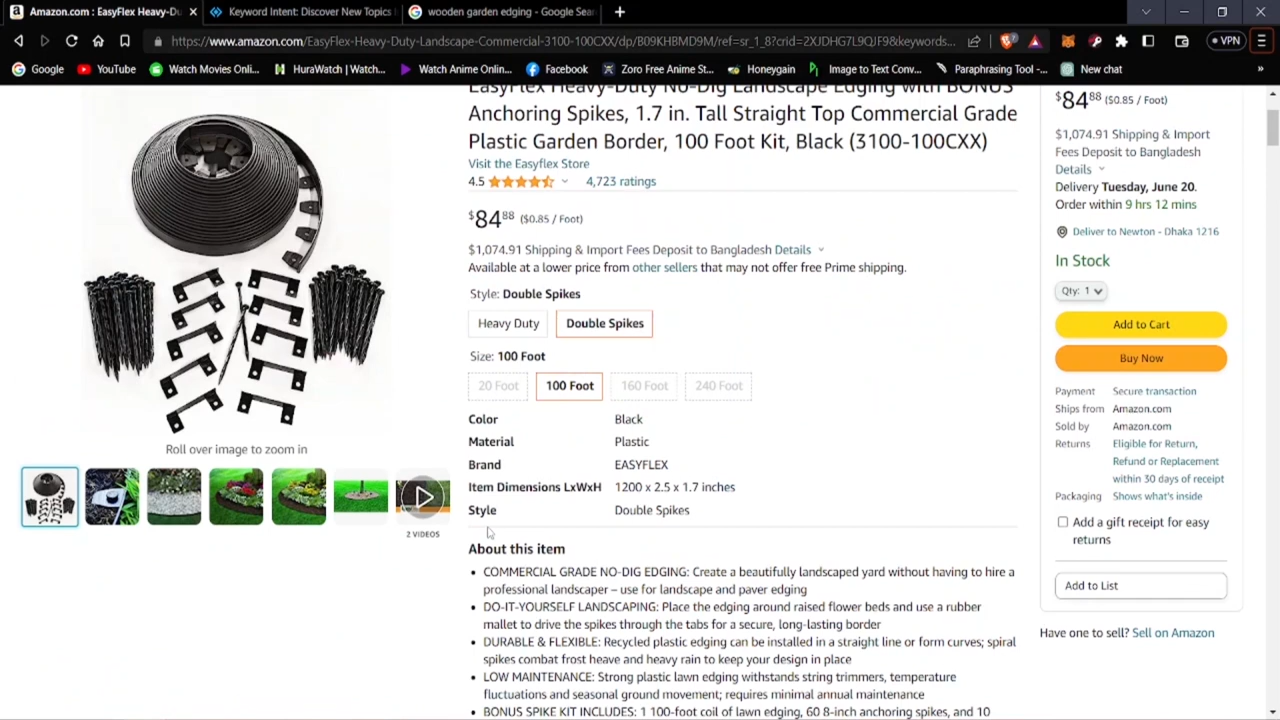 Amazon.com : EasyFlex Heavy-Du
Keyword Intent: Discover New Topics
wooden garden edging - Google Sear
https://www.amazon.com/EasyFlex-Heavy-Duty-Landscape-Commercial-3100-100CXX/dp/B09KHBMD9M/ref=sr_1_8?crid=2XJDHG7L9QJF9&keywords...
VPN
Google
YouTube
Watch Movies Onli...
HuraWatch | Watch...
Watch Anime Onlin...
Facebook
Zoro Free Anime St...
Honeygain
Image to Text Conv...
Paraphrasing Tool -...
New chat
»
EasyFlex Heavy-Duty No-Dig Landscape Edging with BONUS
Anchoring Spikes, 1.7 in. Tall Straight Top Commercial Grade
Plastic Garden Border, 100 Foot Kit, Black (3100-100CXX)
Visit the Easyflex Store
4.5 4,723 ratings
$8488 ($0.85 / Foot)
$1,074.91 Shipping & Import Fees Deposit to Bangladesh Details
Available at a lower price from other sellers that may not offer free Prime shipping.
Style: Double Spikes
Heavy Duty
Double Spikes
Size: 100 Foot
20 Foot
100 Foot
160 Foot
240 Foot
Color Black
Material Plastic
Brand EASYFLEX
Item Dimensions LxWxH 1200 x 2.5 x 1.7 inches
Style Double Spikes
About this item
• COMMERCIAL GRADE NO-DIG EDGING: Create a beautifully landscaped yard without having to hire a
professional landscaper – use for landscape and paver edging
• DO-IT-YOURSELF LANDSCAPING: Place the edging around raised flower beds and use a rubber
mallet to drive the spikes through the tabs for a secure, long-lasting border
• DURABLE & FLEXIBLE: Recycled plastic edging can be installed in a straight line or form curves; spiral
spikes combat frost heave and heavy rain to keep your design in place
• LOW MAINTENANCE: Strong plastic lawn edging withstands string trimmers, temperature
fluctuations and seasonal ground movement; requires minimal annual maintenance
• BONUS SPIKE KIT INCLUDES: 1 100-foot coil of lawn edging, 60 8-inch anchoring spikes, and 10
Roll over image to zoom in
2 VIDEOS
$8488 ($0.85 / Foot)
$1,074.91 Shipping & Import
Fees Deposit to Bangladesh
Details
Delivery Tuesday, June 20.
Order within 9 hrs 12 mins
Deliver to Newton - Dhaka 1216
In Stock
Qty: 1
Add to Cart
Buy Now
Payment Secure transaction
Ships from Amazon.com
Sold by Amazon.com
Returns Eligible for Return,
Refund or Replacement
within 30 days of receipt
Packaging Shows what's inside
Add a gift receipt for easy
returns
Add to List
Have one to sell? Sell on Amazon